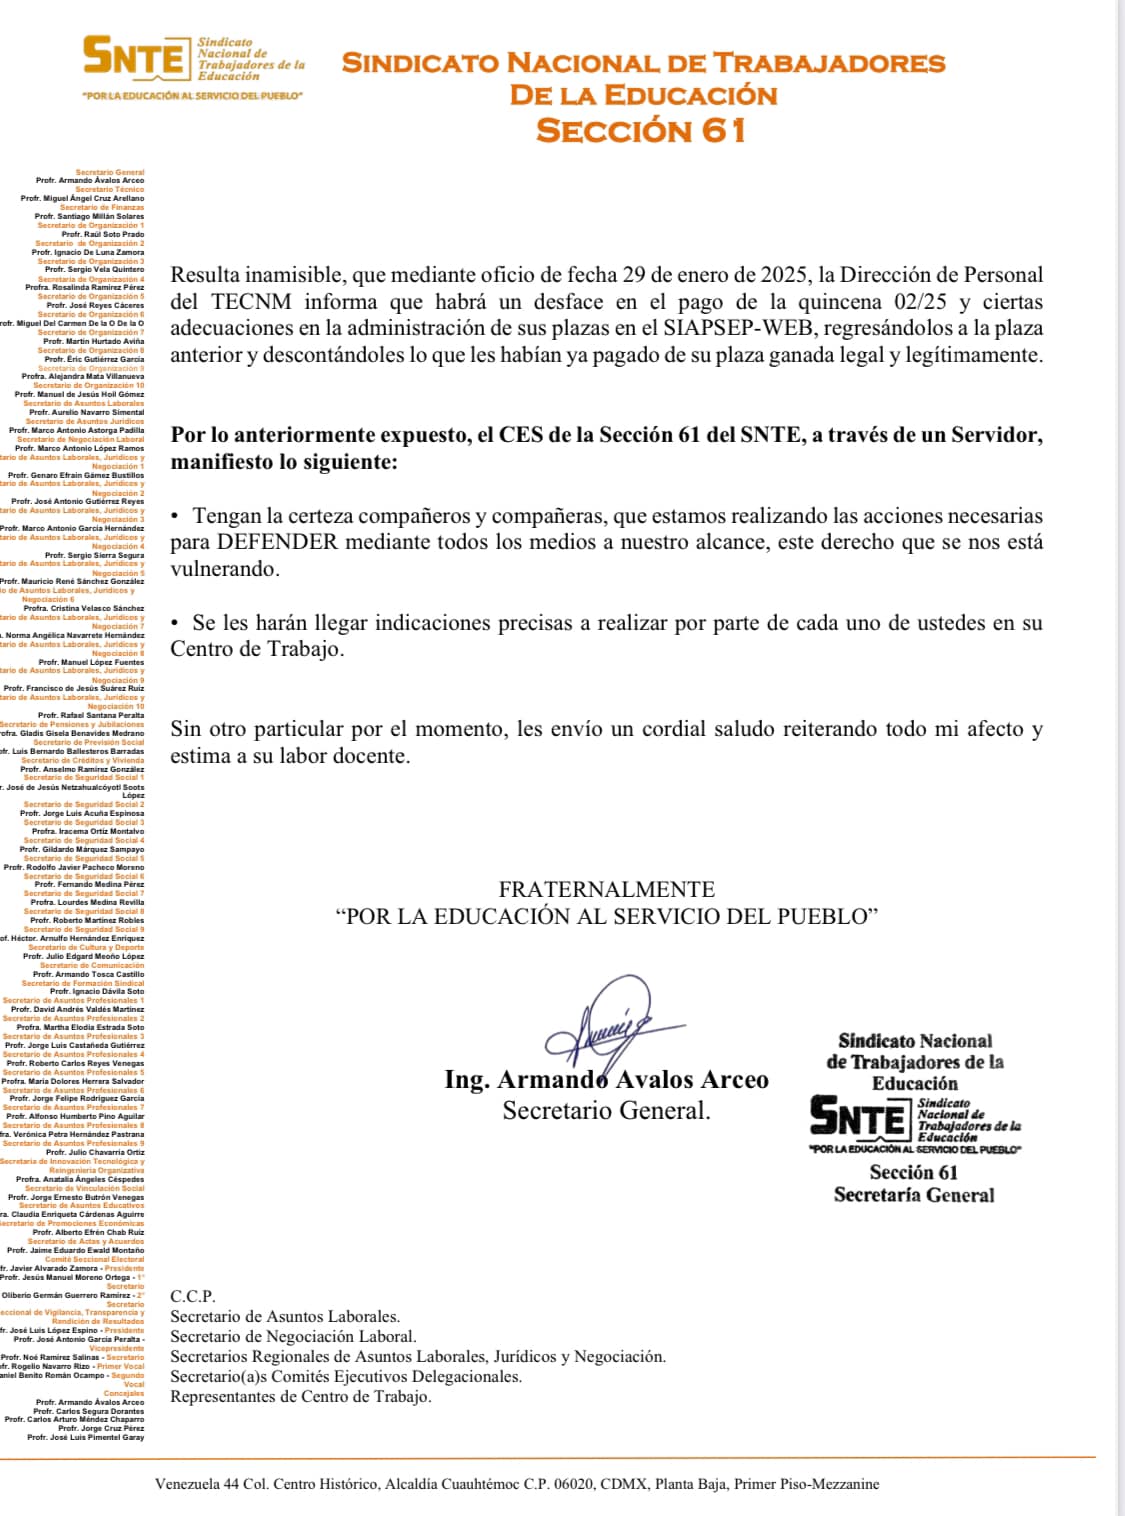 SNTE Sindicato
Nacional de
Trabajadores de la
Educación
"POR LA EDUCACIÓN AL SERVICIO DEL PUEBLO"
SINDICATO NACIONAL DE TRABAJADORES
DE LA EDUCACIÓN
SECCIÓN 61
Secretario General
Profr. Armando Ávalos Arceo
Secretario Técnico
Profr. Miguel Ángel Cruz Arellano
Secretario de Finanzas
Profr. Santiago Millán Solares
Secretario de Organización 1
Profr. Raúl Soto Prado
Secretario de Organización 2
Profr. Ignacio De Luna Zamora
Secretario de Organización 3
Profr. Sergio Vela Quintero
Secretaria de Organización 4
Profra. Rosalinda Ramírez Pérez
Secretario de Organización 5
Profr. José Reyes Cáceres
Secretario de Organización 6
rofr. Miguel Del Carmen De la O De la O
Secretario de Organización 7
Profr. Martín Hurtado Aviña
Secretario de Organización 8
Profr. Éric Gutiérrez García
Secretaria de Organización 9
Profra. Alejandra Mata Villanueva
Secretario de Organización 10
Profr. Manuel de Jesús Hoil Gómez
Secretario de Asuntos Laborales
Profr. Aurelio Navarro Simental
Secretario de Asuntos Jurídicos
Profr. Marco Antonio Astorga Padilla
Secretario de Negociación Laboral
Profr. Marco Antonio López Ramos
tario de Asuntos Laborales, Jurídicos y
Negociación 1
Profr. Genaro Efraín Gámez Bustillos
tario de Asuntos Laborales, Jurídicos y
Negociación 2
Profr. José Antonio Gutiérrez Reyes
tario de Asuntos Laborales, Jurídicos y
Negociación 3
Profr. Marco Antonio García Hernández
tario de Asuntos Laborales, Jurídicos y
Negociación 4
Profr. Sergio Sierra Segura
tario de Asuntos Laborales, Jurídicos y
Negociación 5
Profr. Mauricio René Sánchez González
io de Asuntos Laborales, Jurídicos y
Negociación 6
Profra. Cristina Velasco Sánchez
tario de Asuntos Laborales, Jurídicos y
Negociación 7
. Norma Angélica Navarrete Hernández
tario de Asuntos Laborales, Jurídicos y
Negociación 8
Profr. Manuel López Fuentes
tario de Asuntos Laborales, Jurídicos y
Negociación 9
Profr. Francisco de Jesús Suárez Ruiz
tario de Asuntos Laborales, Jurídicos y
Negociación 10
Profr. Rafael Santana Peralta
Secretario de Pensiones y Jubilaciones
ofra. Gladis Gisela Benavides Medrano
Secretario de Previsión Social
ofr. Luis Bernardo Ballesteros Barradas
Secretario de Créditos y Vivienda
Profr. Anselmo Ramírez González
Secretario de Seguridad Social 1
r. José de Jesús Netzahualcóyotl Soots
López
Secretario de Seguridad Social 2
Profr. Jorge Luis Acuña Espinosa
Secretario de Seguridad Social 3
Profra. Iracema Ortiz Montalvo
Secretario de Seguridad Social 4
Profr. Gildardo Márquez Sampayo
Secretario de Seguridad Social 5
Profr. Rodolfo Javier Pacheco Moreno
Secretario de Seguridad Social 6
Profr. Fernando Medina Pérez
Secretario de Seguridad Social 7
Profra. Lourdes Medina Revilla
Secretario de Seguridad Social 8
Profr. Roberto Martínez Robles
Secretario de Seguridad Social 9
of. Héctor. Arnulfo Hernández Enríquez
Secretario de Cultura y Deporte
Profr. Julio Edgard Meoño López
Secretario de Comunicación
Profr. Armando Tosca Castillo
Secretario de Formación Sindical
Profr. Ignacio Dávila Soto
Secretario de Asuntos Profesionales 1
Profr. David Andrés Valdés Martínez
Secretario de Asuntos Profesionales 2
Profra. Martha Elodia Estrada Soto
Secretario de Asuntos Profesionales 3
Profr. Jorge Luis Castañeda Gutiérrez
Secretario de Asuntos Profesionales 4
Profr. Roberto Carlos Reyes Venegas
Secretario de Asuntos Profesionales 5
Profra. María Dolores Herrera Salvador
Secretario de Asuntos Profesionales 6
Profr. Jorge Felipe Rodríguez García
Secretario de Asuntos Profesionales 7
Profr. Alfonso Humberto Pino Aguilar
Secretario de Asuntos Profesionales 8
fra. Verónica Petra Hernández Pastrana
Secretario de Asuntos Profesionales 9
Profr. Julio Chavarría Ortiz
Secretaria de Innovación Tecnológica y
Reingeniería Organizativa
Profra. Anatalia Ángeles Céspedes
Secretario de Vinculación Social
Profr. Jorge Ernesto Butrón Venegas
Secretario de Asuntos Educativos
ra. Claudia Enriqueta Cárdenas Aguirre
ecretario de Promociones Económicas
Profr. Alberto Efrén Chab Ruiz
Secretario de Actas y Acuerdos
Profr. Jaime Eduardo Ewald Montaño
Comité Seccional Electoral
fr. Javier Alvarado Zamora - Presidente
Profr. Jesús Manuel Moreno Ortega - 1°
Secretario
Oliberio Germán Guerrero Ramírez - 2°
Secretario
eccional de Vigilancia, Transparencia y
Rendición de Resultados
fr. José Luis López Espino - Presidente
Profr. José Antonio García Peralta -
Vicepresidente
Profr. Noé Ramírez Salinas - Secretario
fr. Rogelio Navarro Rizo - Primer Vocal
aniel Benito Román Ocampo - Segundo
Vocal
Concejales
Profr. Armando Ávalos Arceo
Profr. Carlos Segura Dorantes
Profr. Carlos Arturo Méndez Chaparro
Profr. Jorge Cruz Pérez
Profr. José Luis Pimentel Garay
Resulta inamisible, que mediante oficio de fecha 29 de enero de 2025, la Dirección de Personal
del TECNM informa que habrá un desface en el pago de la quincena 02/25 y ciertas
adecuaciones en la administración de sus plazas en el SIAPSEP-WEB, regresándolos a la plaza
anterior y descontándoles lo que les habían ya pagado de su plaza ganada legal y legítimamente.
Por lo anteriormente expuesto, el CES de la Sección 61 del SNTE, a través de un Servidor,
manifiesto lo siguiente:
• Tengan la certeza compañeros y compañeras, que estamos realizando las acciones necesarias
para DEFENDER mediante todos los medios a nuestro alcance, este derecho que se nos está
vulnerando.
• Se les harán llegar indicaciones precisas a realizar por parte de cada uno de ustedes en su
Centro de Trabajo.
Sin otro particular por el momento, les envío un cordial saludo reiterando todo mi afecto y
estima a su labor docente.
FRATERNALMENTE
“POR LA EDUCACIÓN AL SERVICIO DEL PUEBLO”
Ing. Armando Avalos Arceo
Secretario General.
Sindicato Nacional
de Trabajadores de la
Educación
SNTE Sindicato
Nacional de
Trabajadores de la
Educación
"POR LA EDUCACIÓN AL SERVICIO DEL PUEBLO"
Sección 61
Secretaría General
C.C.P.
Secretario de Asuntos Laborales.
Secretario de Negociación Laboral.
Secretarios Regionales de Asuntos Laborales, Jurídicos y Negociación.
Secretario(a)s Comités Ejecutivos Delegacionales.
Representantes de Centro de Trabajo.
Venezuela 44 Col. Centro Histórico, Alcaldía Cuauhtémoc C.P. 06020, CDMX, Planta Baja, Primer Piso-Mezzanine